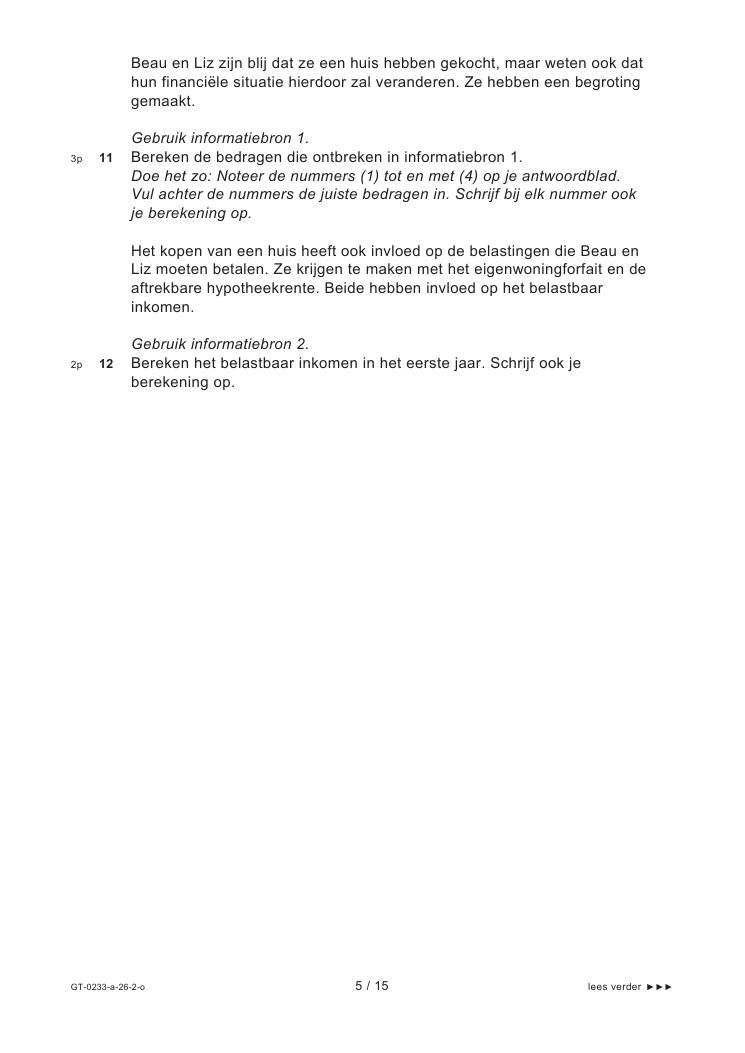 Beau en Liz zijn blij dat ze een huis hebben gekocht, maar weten ook dat
hun financiële situatie hierdoor zal veranderen. Ze hebben een begroting
gemaakt.
Gebruik informatiebron 1.
3p 11 Bereken de bedragen die ontbreken in informatiebron 1.
Doe het zo: Noteer de nummers (1) tot en met (4) op je antwoordblad.
Vul achter de nummers de juiste bedragen in. Schrijf bij elk nummer ook
je berekening op.
Het kopen van een huis heeft ook invloed op de belastingen die Beau en
Liz moeten betalen. Ze krijgen te maken met het eigenwoningforfait en de
aftrekbare hypotheekrente. Beide hebben invloed op het belastbaar
inkomen.
Gebruik informatiebron 2.
2p 12 Bereken het belastbaar inkomen in het eerste jaar. Schrijf ook je
berekening op.
GT-0233-a-26-2-o 5 / 15 lees verder ►►►